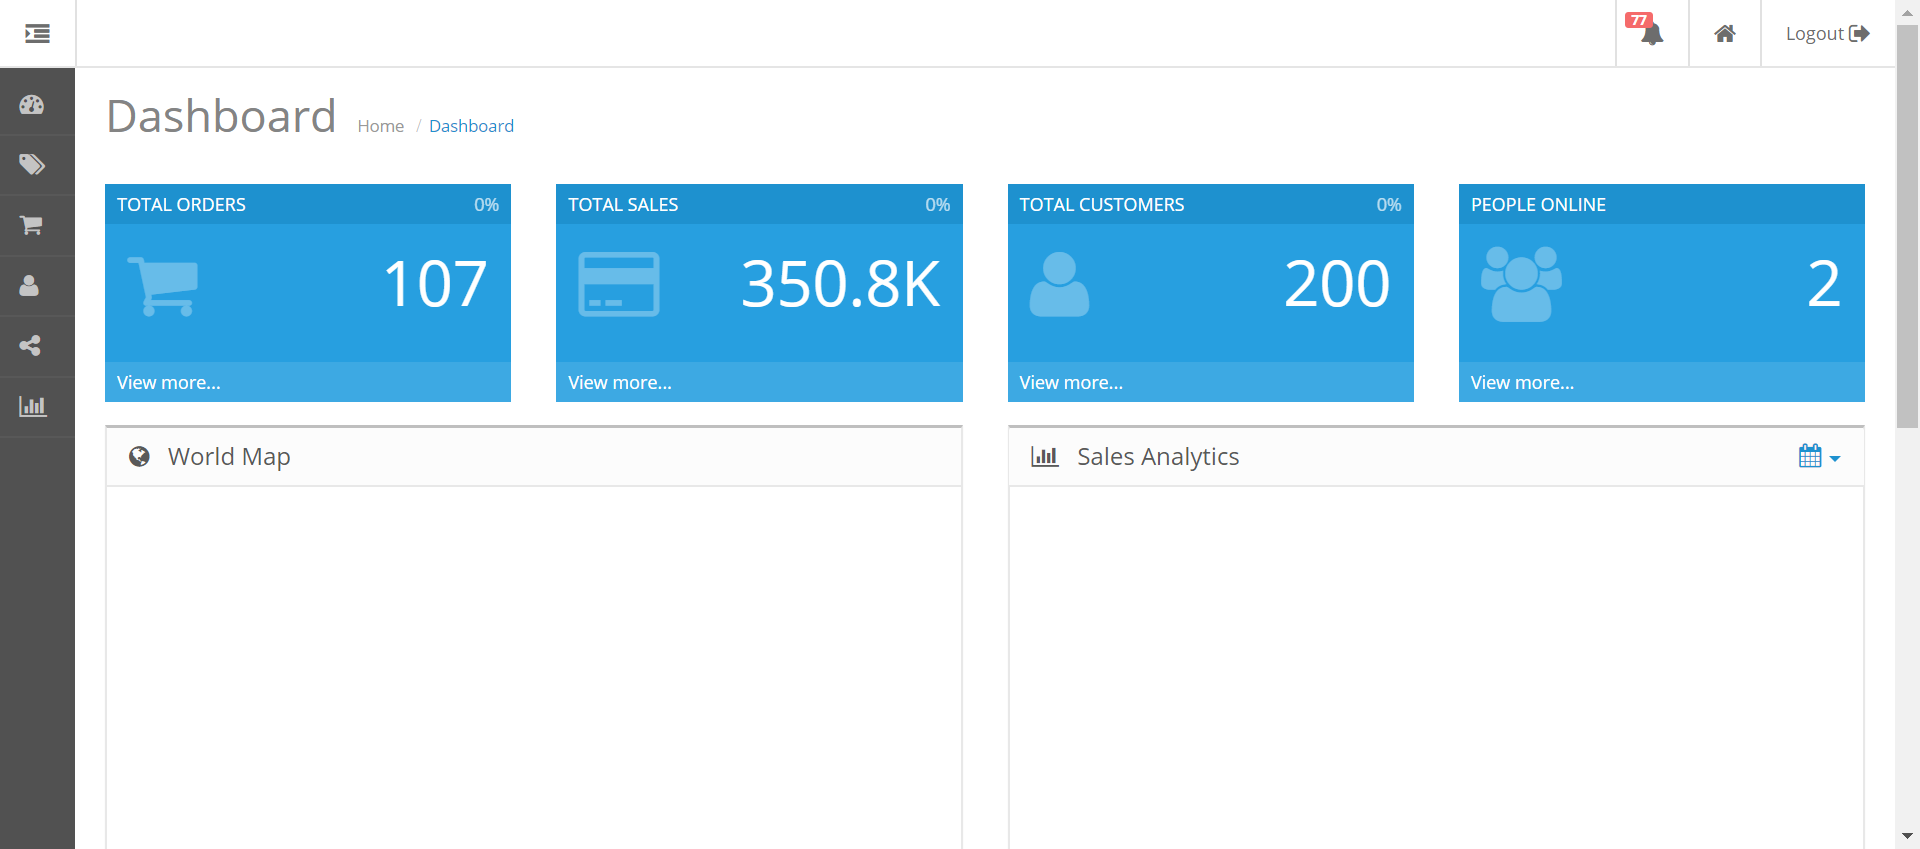 77
Logout
Dashboard
Home / Dashboard
TOTAL ORDERS 0%
107
View more...
TOTAL SALES 0%
350.8K
View more...
TOTAL CUSTOMERS 0%
200
View more...
PEOPLE ONLINE
2
View more...
World Map
Sales Analytics